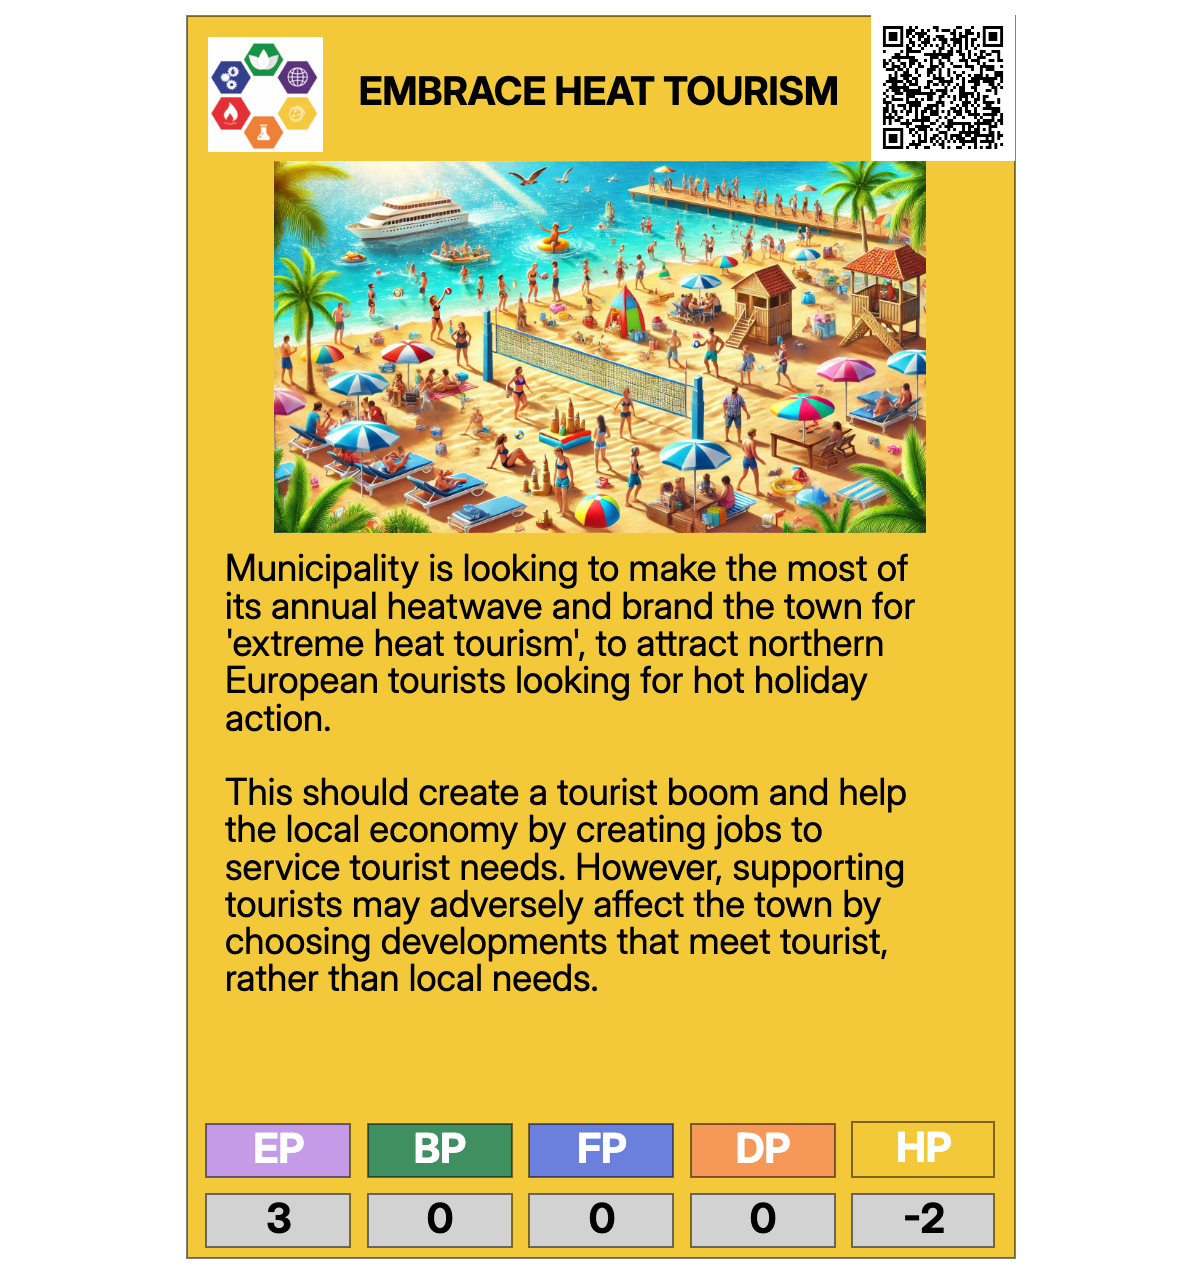 EMBRACE HEAT TOURISM
Municipality is looking to make the most of
its annual heatwave and brand the town for
'extreme heat tourism', to attract northern
European tourists looking for hot holiday
action.
This should create a tourist boom and help
the local economy by creating jobs to
service tourist needs. However, supporting
tourists may adversely affect the town by
choosing developments that meet tourist,
rather than local needs.
EP BP FP DP HP
3 0 0 0 -2